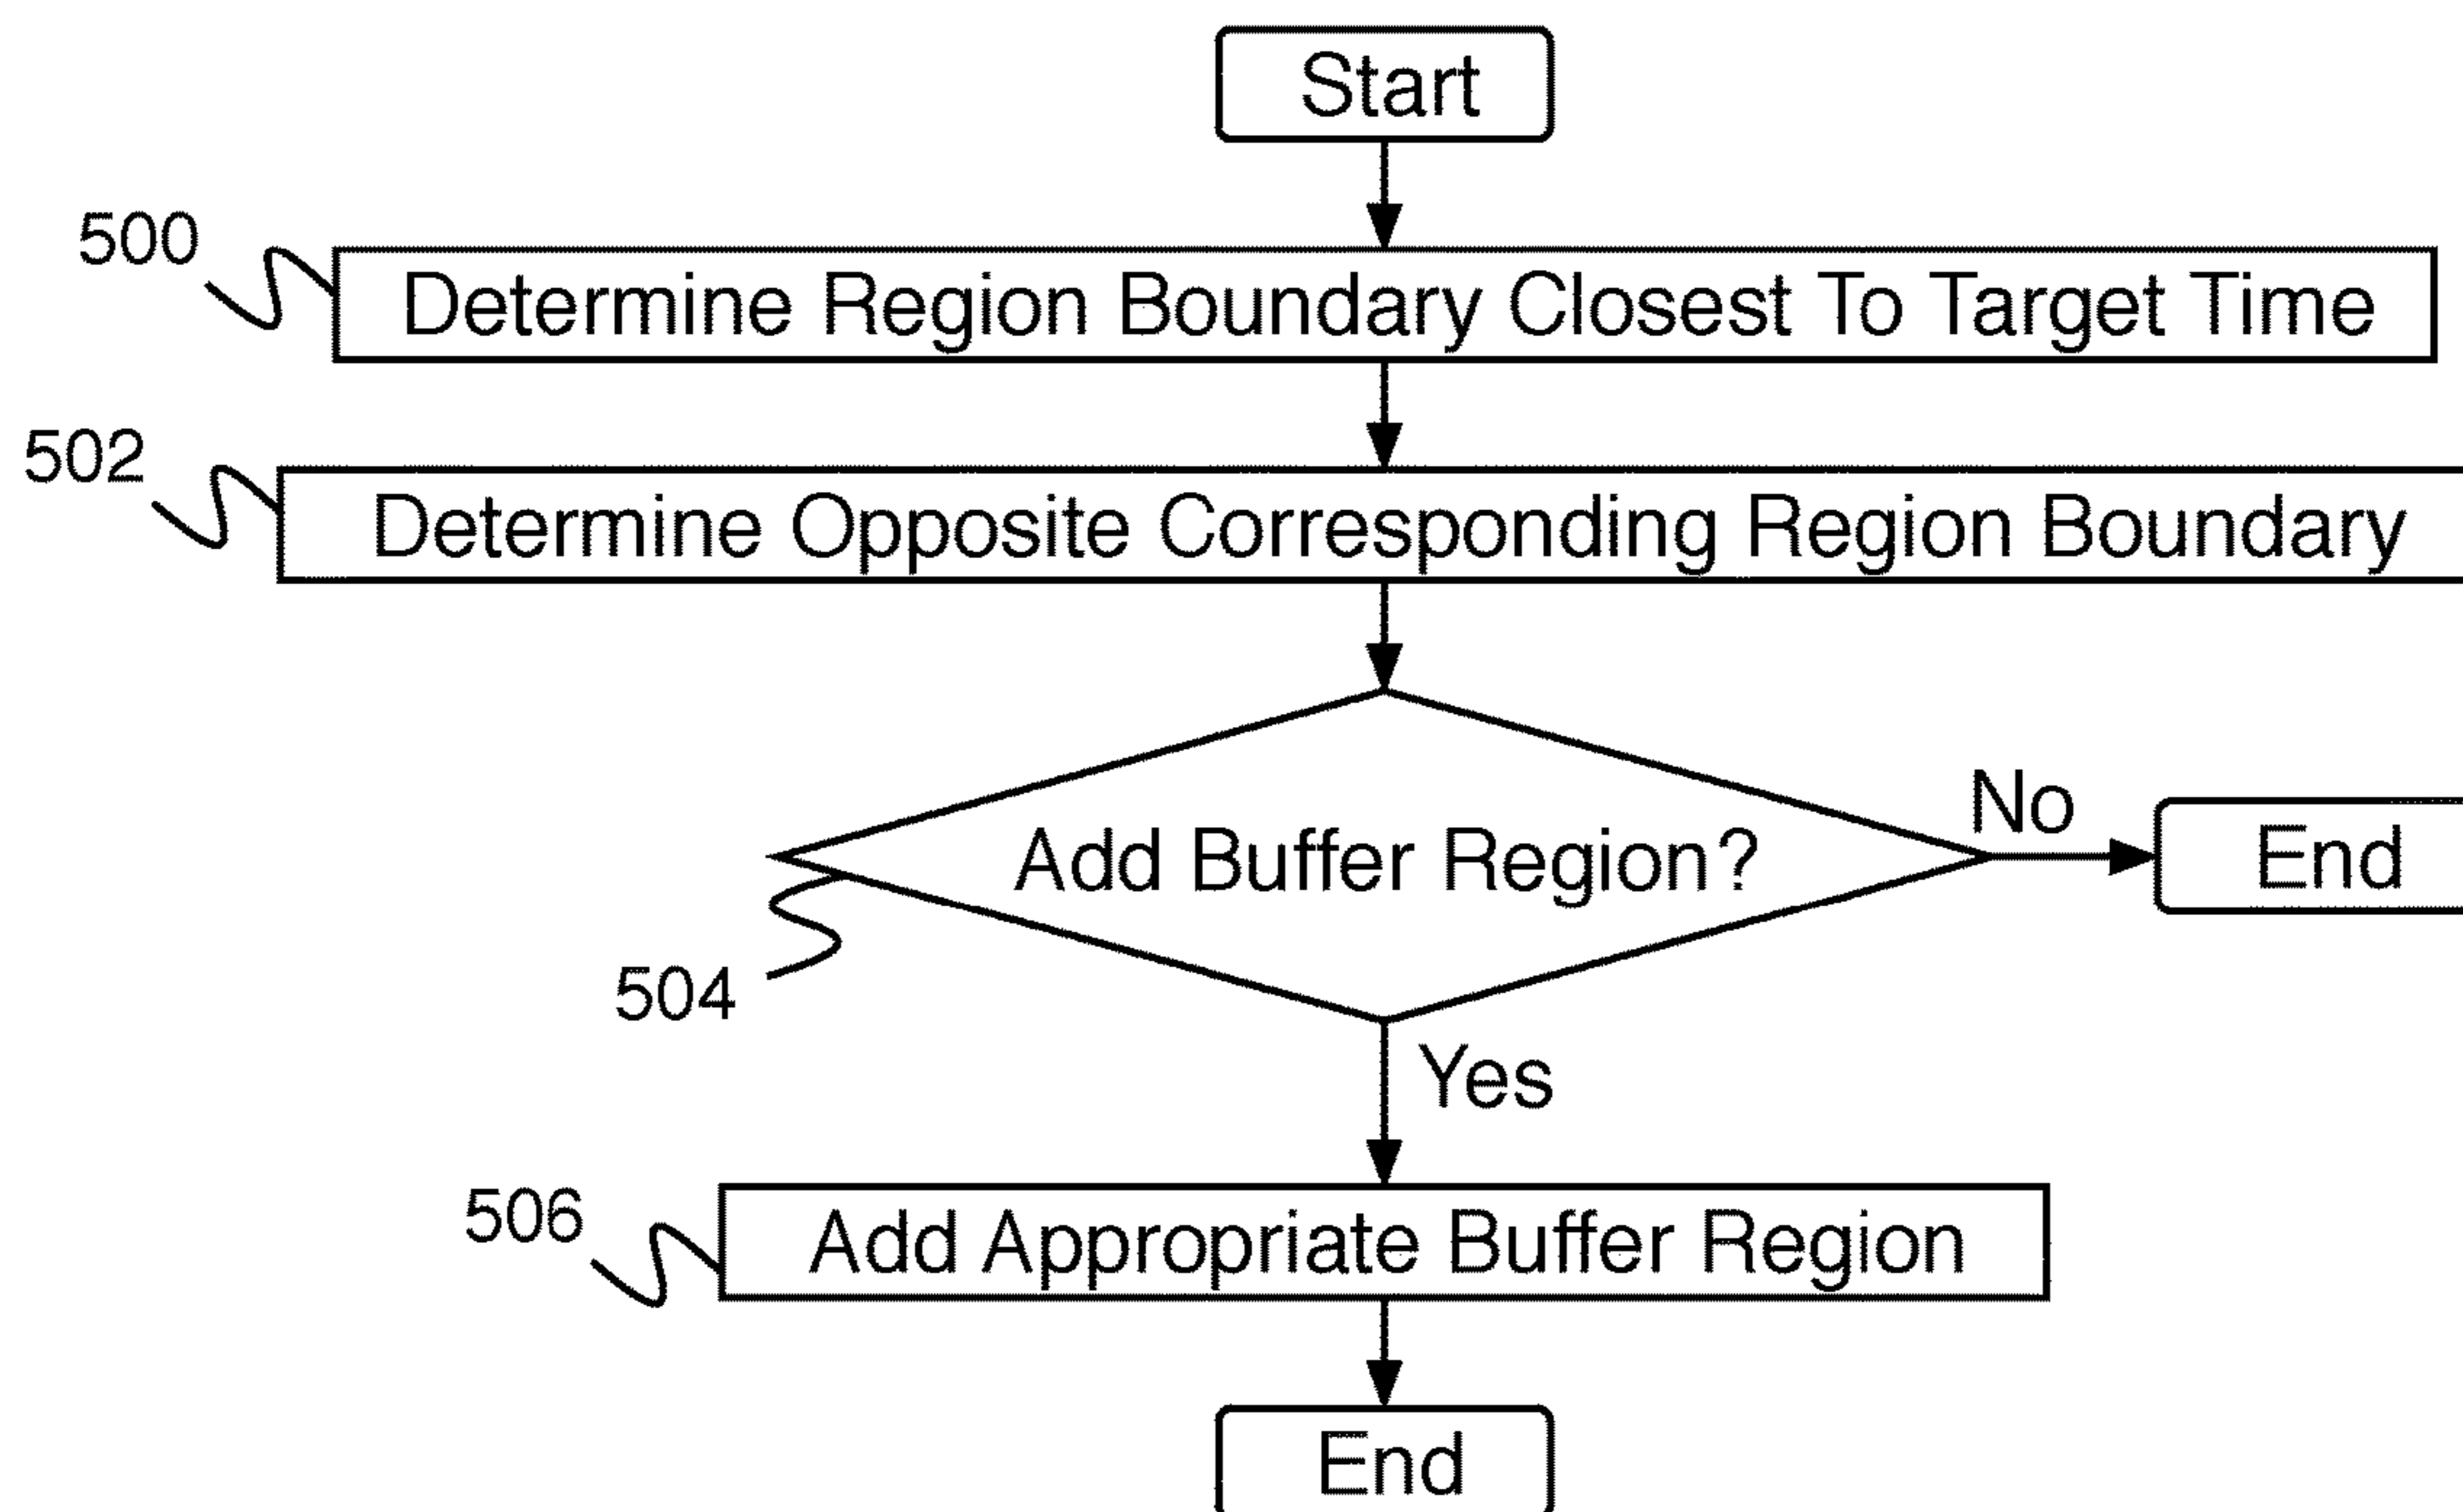 Start
500
Determine Region Boundary Closest To Target Time
502
Determine Opposite Corresponding Region Boundary
Add Buffer Region?
No
End
504
Yes
506
Add Appropriate Buffer Region
End